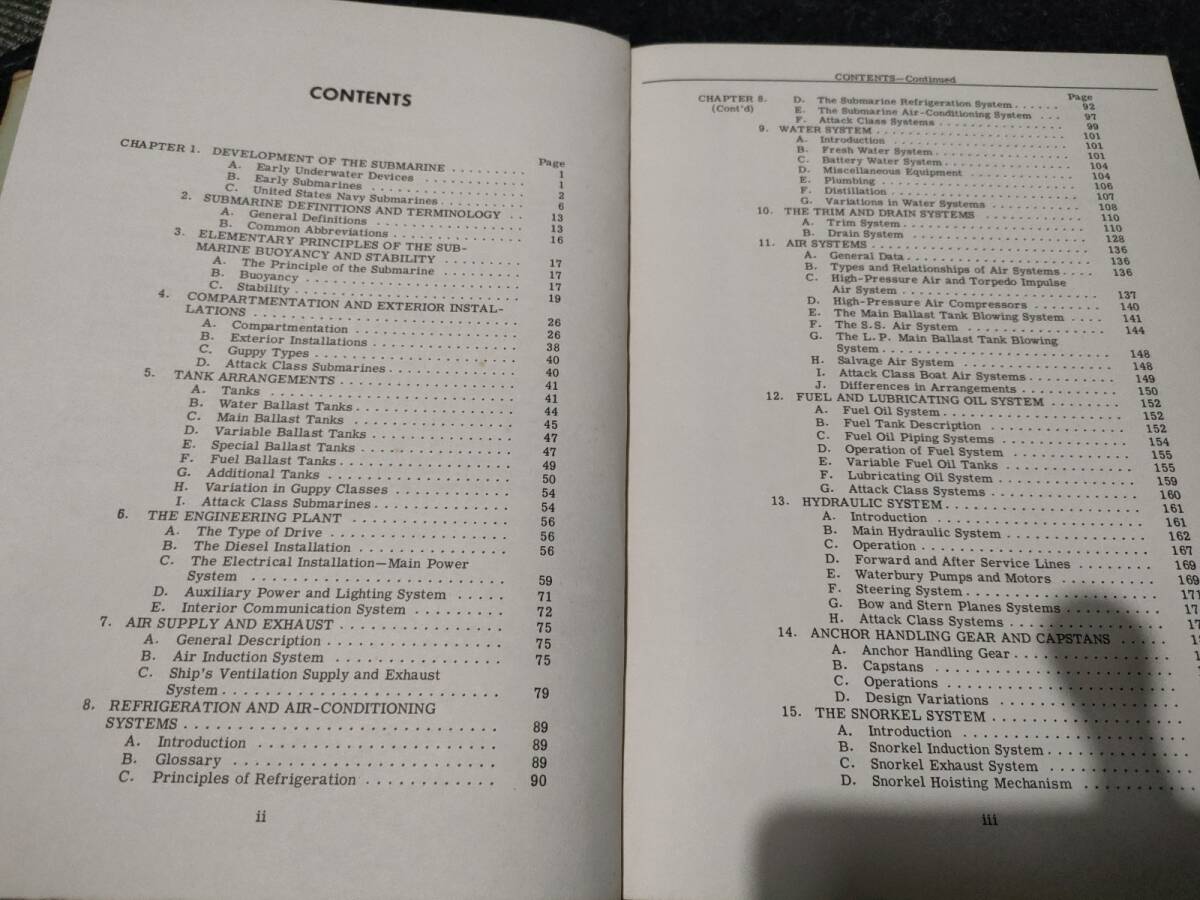 CONTENTS
Page
CHAPTER 1. DEVELOPMENT OF THE SUBMARINE ......... 1
A. Early Underwater Devices ............ 1
B. Early Submarines ................ 2
C. United States Navy Submarines ......... 6
2. SUBMARINE DEFINITIONS AND TERMINOLOGY .. 13
A. General Definitions ............... 13
B. Common Abbreviations ............. 16
3. ELEMENTARY PRINCIPLES OF THE SUB-
MARINE BUOYANCY AND STABILITY ......... 17
A. The Principle of the Submarine ........ 17
B. Buoyancy ..................... 17
C. Stability ...................... 19
4. COMPARTMENTATION AND EXTERIOR INSTAL-
LATIONS ........................ 26
A. Compartmentation ............... 26
B. Exterior Installations .............. 38
C. Guppy Types .................. 40
D. Attack Class Submarines ............ 40
5. TANK ARRANGEMENTS ................ 41
A. Tanks ...................... 41
B. Water Ballast Tanks ............... 44
C. Main Ballast Tanks ............... 45
D. Variable Ballast Tanks ............. 47
E. Special Ballast Tanks .............. 47
F. Fuel Ballast Tanks ................ 49
G. Additional Tanks ................. 50
H. Variation in Guppy Classes ........... 54
I. Attack Class Submarines ............. 54
6. THE ENGINEERING PLANT ............... 56
A. The Type of Drive ................. 56
B. The Diesel Installation .............. 56
C. The Electrical Installation—Main Power
System ........................ 59
D. Auxiliary Power and Lighting System ..... 71
E. Interior Communication System ......... 72
7. AIR SUPPLY AND EXHAUST ................ 75
A. General Description ................ 75
B. Air Induction System ............... 75
C. Ship's Ventilation Supply and Exhaust
System .......................... 79
8. REFRIGERATION AND AIR-CONDITIONING
SYSTEMS ............................ 89
A. Introduction ..................... 89
B. Glossary ....................... 89
C. Principles of Refrigeration ............ 90
ii
CONTENTS—Continued
Page
CHAPTER 8. D. The Submarine Refrigeration System ...... 92
(Cont'd) E. The Submarine Air-Conditioning System ... 97
F. Attack Class Systems ............... 99
9. WATER SYSTEM ..................... 101
A. Introduction .................... 101
B. Fresh Water System ............... 101
C. Battery Water System .............. 104
D. Miscellaneous Equipment ............ 104
E. Plumbing ...................... 106
F. Distillation ..................... 107
G. Variations in Water Systems .......... 108
10. THE TRIM AND DRAIN SYSTEMS ........... 110
A. Trim System .................... 110
B. Drain System ................... 128
11. AIR SYSTEMS ....................... 136
A. General Data .................... 136
B. Types and Relationships of Air Systems .... 136
C. High-Pressure Air and Torpedo Impulse
Air System ...................... 137
D. High-Pressure Air Compressors ........ 140
E. The Main Ballast Tank Blowing System .... 141
F. The S.S. Air System ............... 144
G. The L.P. Main Ballast Tank Blowing
System ........................ 148
H. Salvage Air System ................ 148
I. Attack Class Boat Air Systems .......... 149
J. Differences in Arrangements .......... 150
12. FUEL AND LUBRICATING OIL SYSTEM ........ 152
A. Fuel Oil System .................. 152
B. Fuel Tank Description .............. 152
C. Fuel Oil Piping Systems ............. 154
D. Operation of Fuel System ............ 155
E. Variable Fuel Oil Tanks ............. 155
F. Lubricating Oil System .............. 159
G. Attack Class Systems ............... 160
13. HYDRAULIC SYSTEM ................... 161
A. Introduction .................... 161
B. Main Hydraulic System ............. 162
C. Operation ...................... 167
D. Forward and After Service Lines ....... 169
E. Waterbury Pumps and Motors ......... 169
F. Steering System .................. 171
G. Bow and Stern Planes Systems ......... 17
H. Attack Class Systems .............. 17
14. ANCHOR HANDLING GEAR AND CAPSTANS .....
A. Anchor Handling Gear ..............
B. Capstans ......................
C. Operations .....................
D. Design Variations ................
15. THE SNORKEL SYSTEM ................
A. Introduction ....................
B. Snorkel Induction System ............
C. Snorkel Exhaust System .............
D. Snorkel Hoisting Mechanism ..........
iii